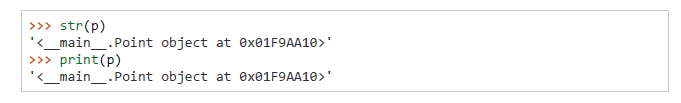 >>> str(p)
'<__main__.Point object at 0x01F9AA10>'
>>> print(p)
'<__main__.Point object at 0x01F9AA10>'